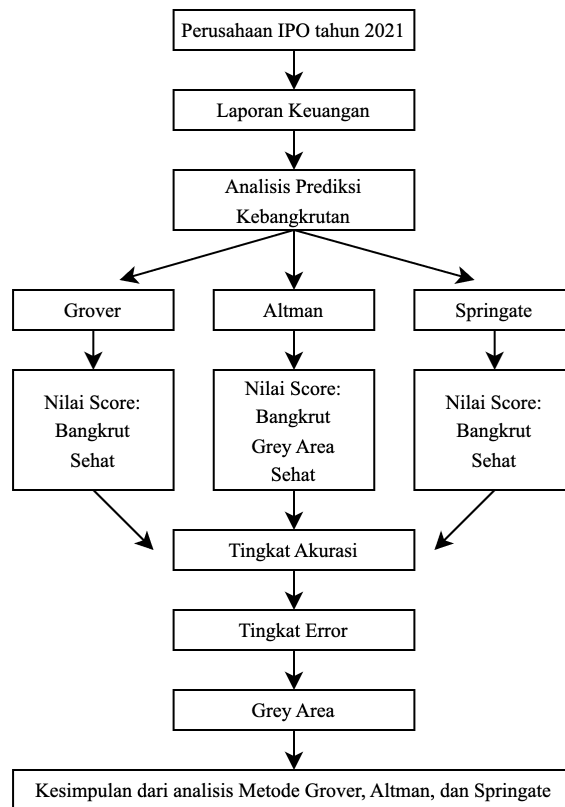 Perusahaan IPO tahun 2021
Laporan Keuangan
Analisis Prediksi
Kebangkrutan
Grover
Altman
Springate
Nilai Score:
Bangkrut
Sehat
Nilai Score:
Bangkrut
Grey Area
Sehat
Nilai Score:
Bangkrut
Sehat
Tingkat Akurasi
Tingkat Error
Grey Area
Kesimpulan dari analisis Metode Grover, Altman, dan Springate